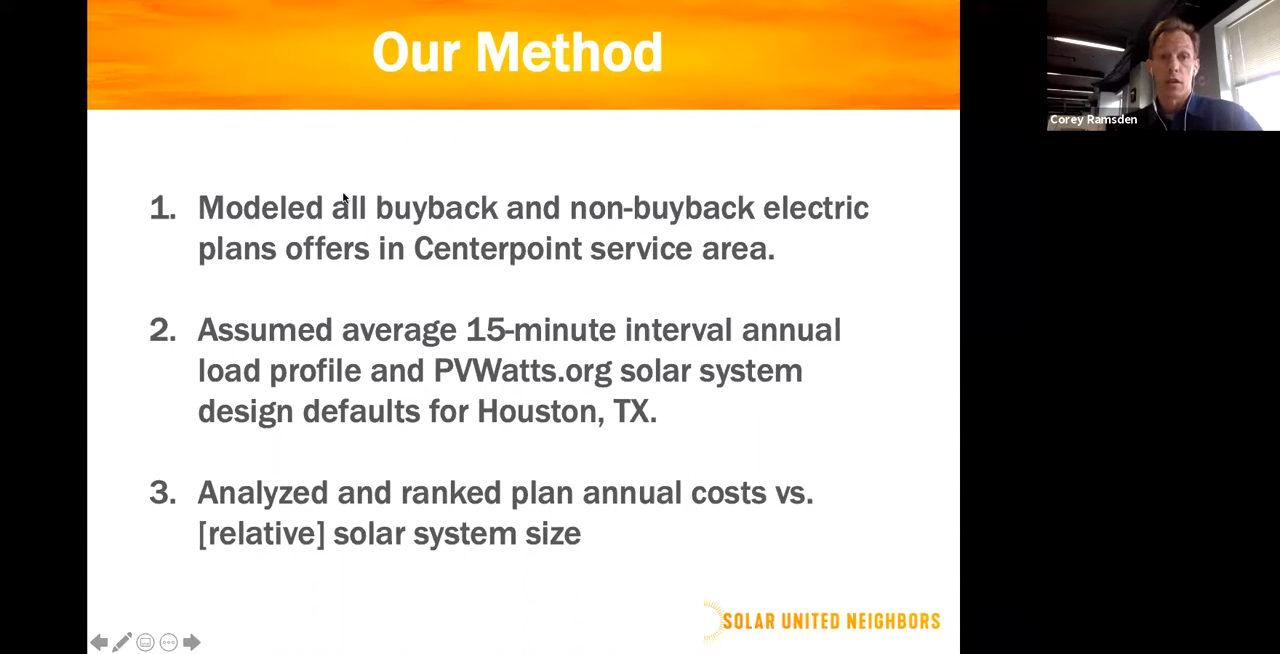 Our Method
1. Modeled all buyback and non-buyback electric
plans offers in Centerpoint service area.
2. Assumed average 15-minute interval annual
load profile and PVWatts.org solar system
design defaults for Houston, TX.
3. Analyzed and ranked plan annual costs vs.
[relative] solar system size
SOLAR UNITED NEIGHBORS
Corey Ramsden